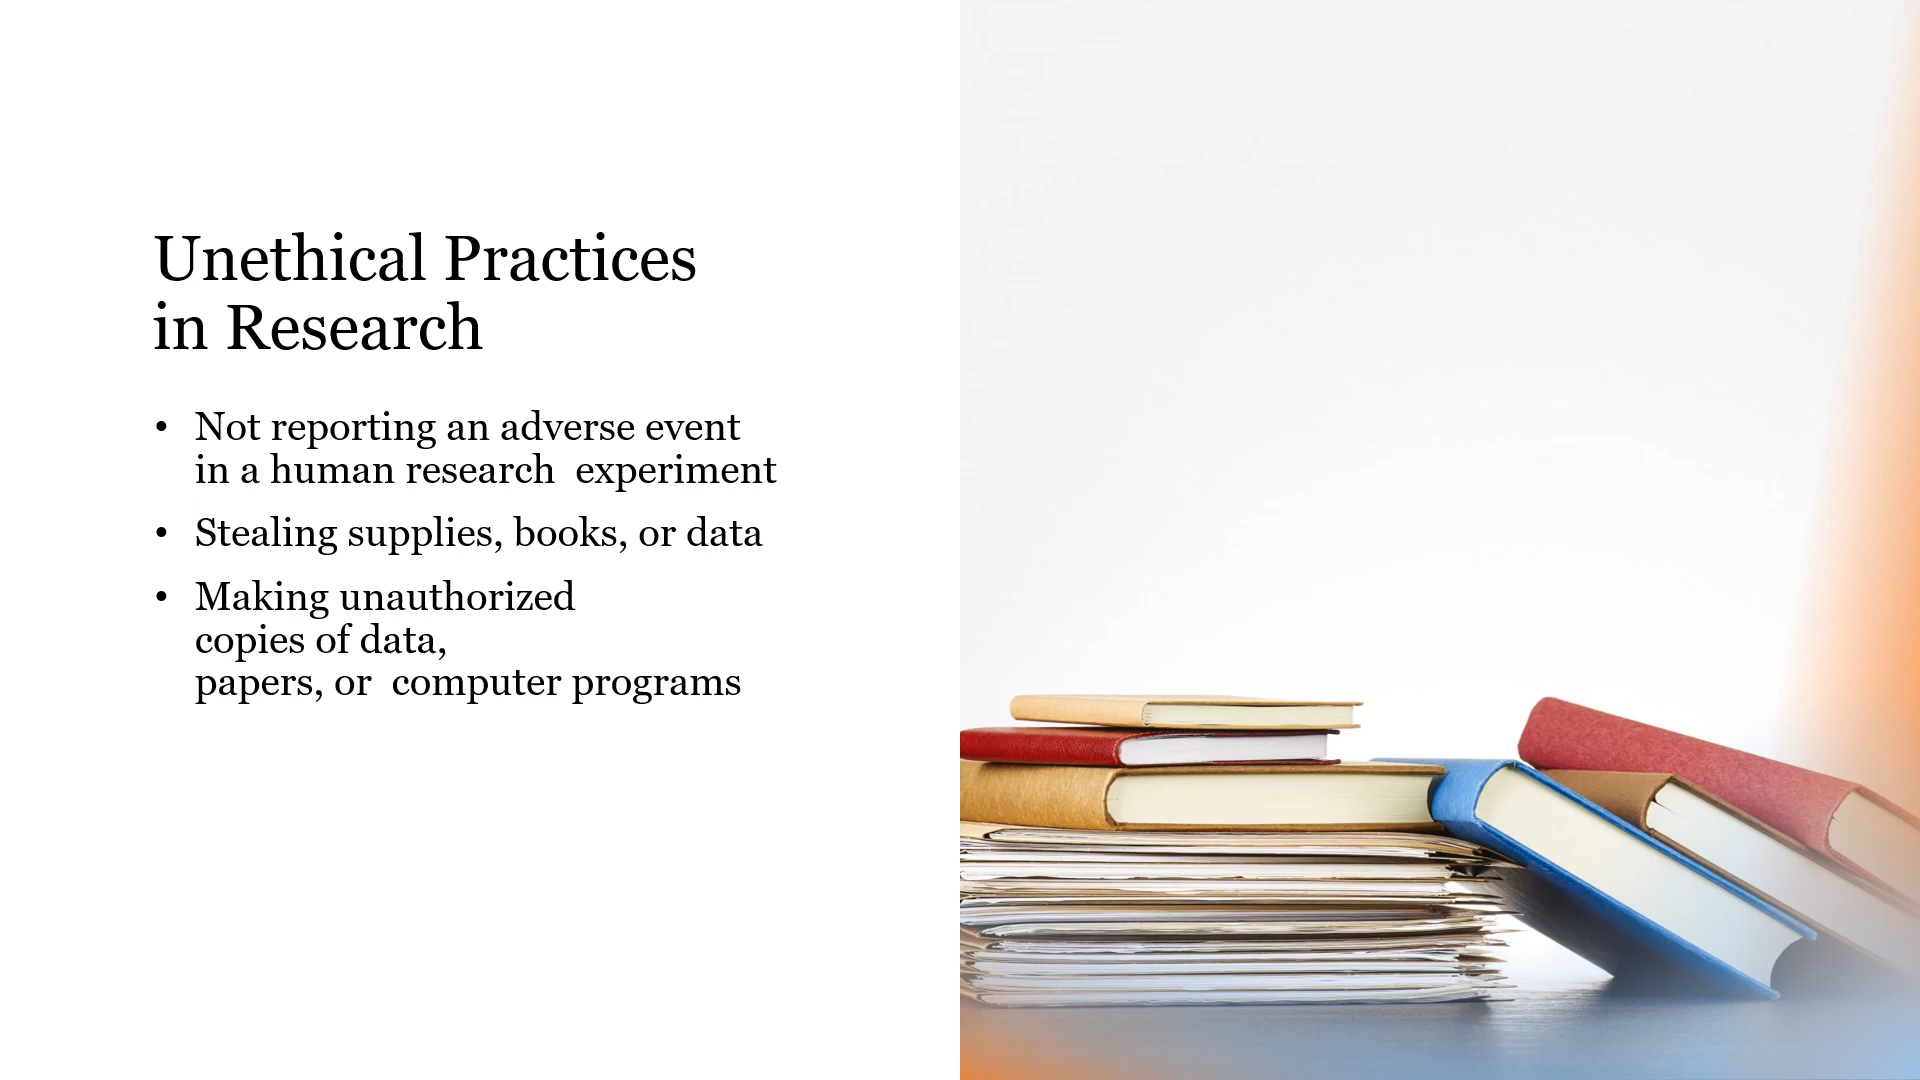 Unethical Practices
in Research
• Not reporting an adverse event
in a human research  experiment
• Stealing supplies, books, or data
• Making unauthorized
copies of data,
papers, or  computer programs